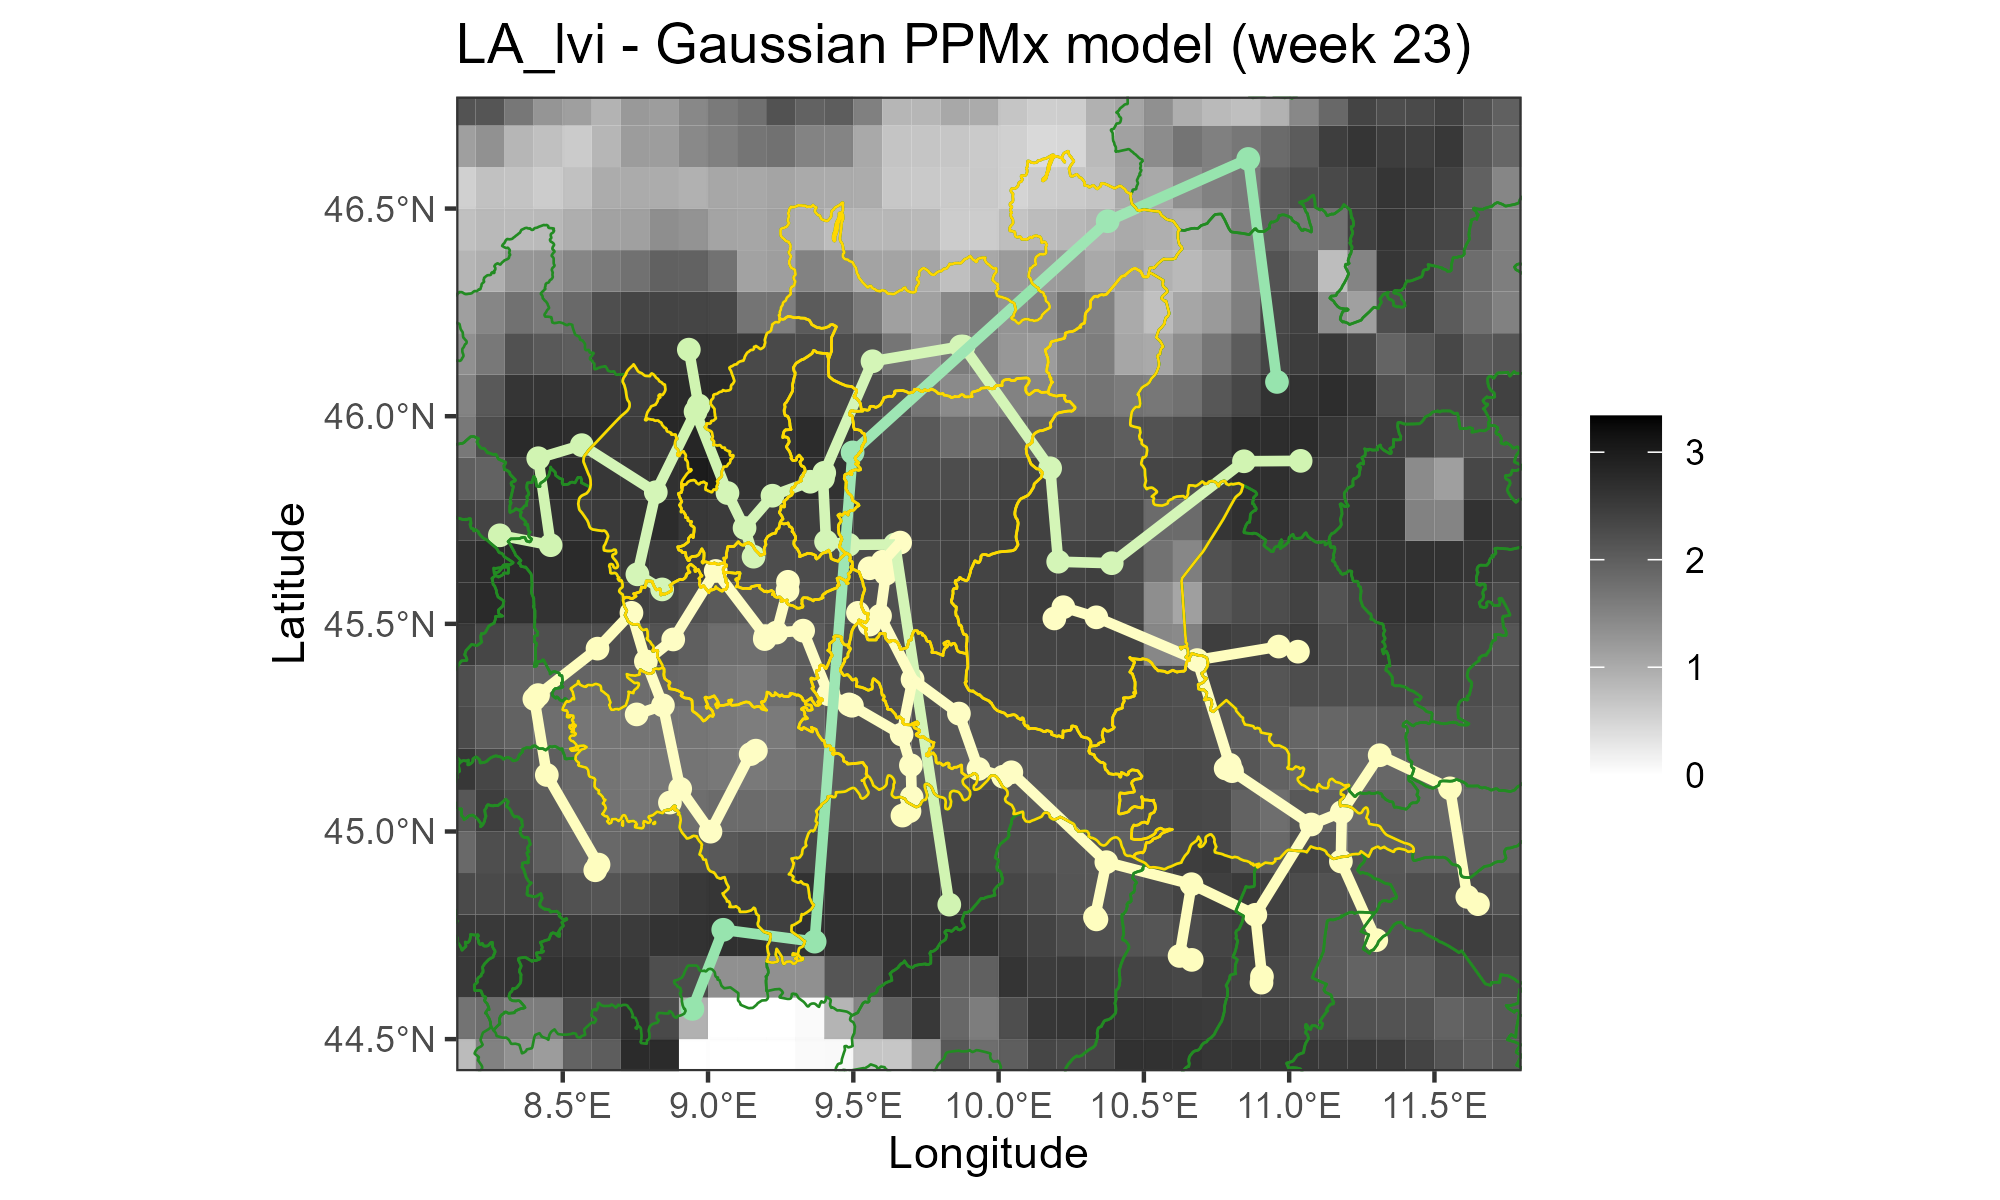 LA_lvi - Gaussian PPMx model (week 23)
46.5°N
46.0°N
45.5°N
45.0°N
44.5°N
Latitude
8.5°E 9.0°E 9.5°E 10.0°E 10.5°E 11.0°E 11.5°E
Longitude
3
2
1
0